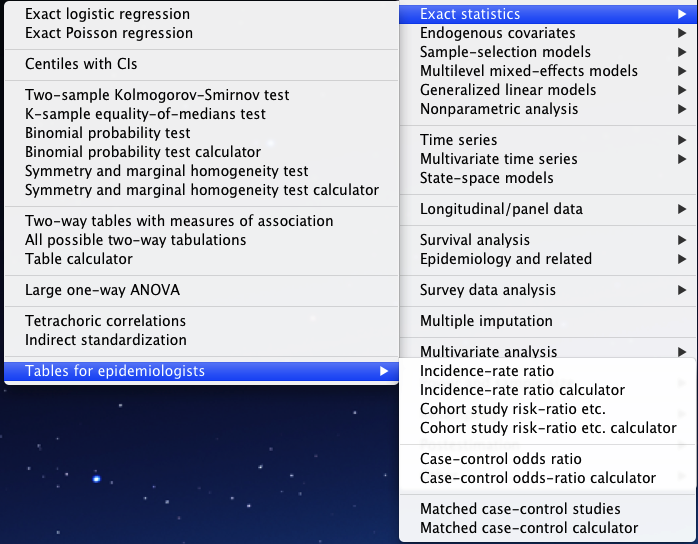 Exact logistic regression
Exact Poisson regression
Centiles with CIs
Two-sample Kolmogorov-Smirnov test
K-sample equality-of-medians test
Binomial probability test
Binomial probability test calculator
Symmetry and marginal homogeneity test
Symmetry and marginal homogeneity test calculator
Two-way tables with measures of association
All possible two-way tabulations
Table calculator
Large one-way ANOVA
Tetrachoric correlations
Indirect standardization
Tables for epidemiologists
Exact statistics
Endogenous covariates
Sample-selection models
Multilevel mixed-effects models
Generalized linear models
Nonparametric analysis
Time series
Multivariate time series
State-space models
Longitudinal/panel data
Survival analysis
Epidemiology and related
Survey data analysis
Multiple imputation
Multivariate analysis
Incidence-rate ratio
Incidence-rate ratio calculator
Cohort study risk-ratio etc.
Cohort study risk-ratio etc. calculator
Case-control odds ratio
Case-control odds-ratio calculator
Matched case-control studies
Matched case-control calculator